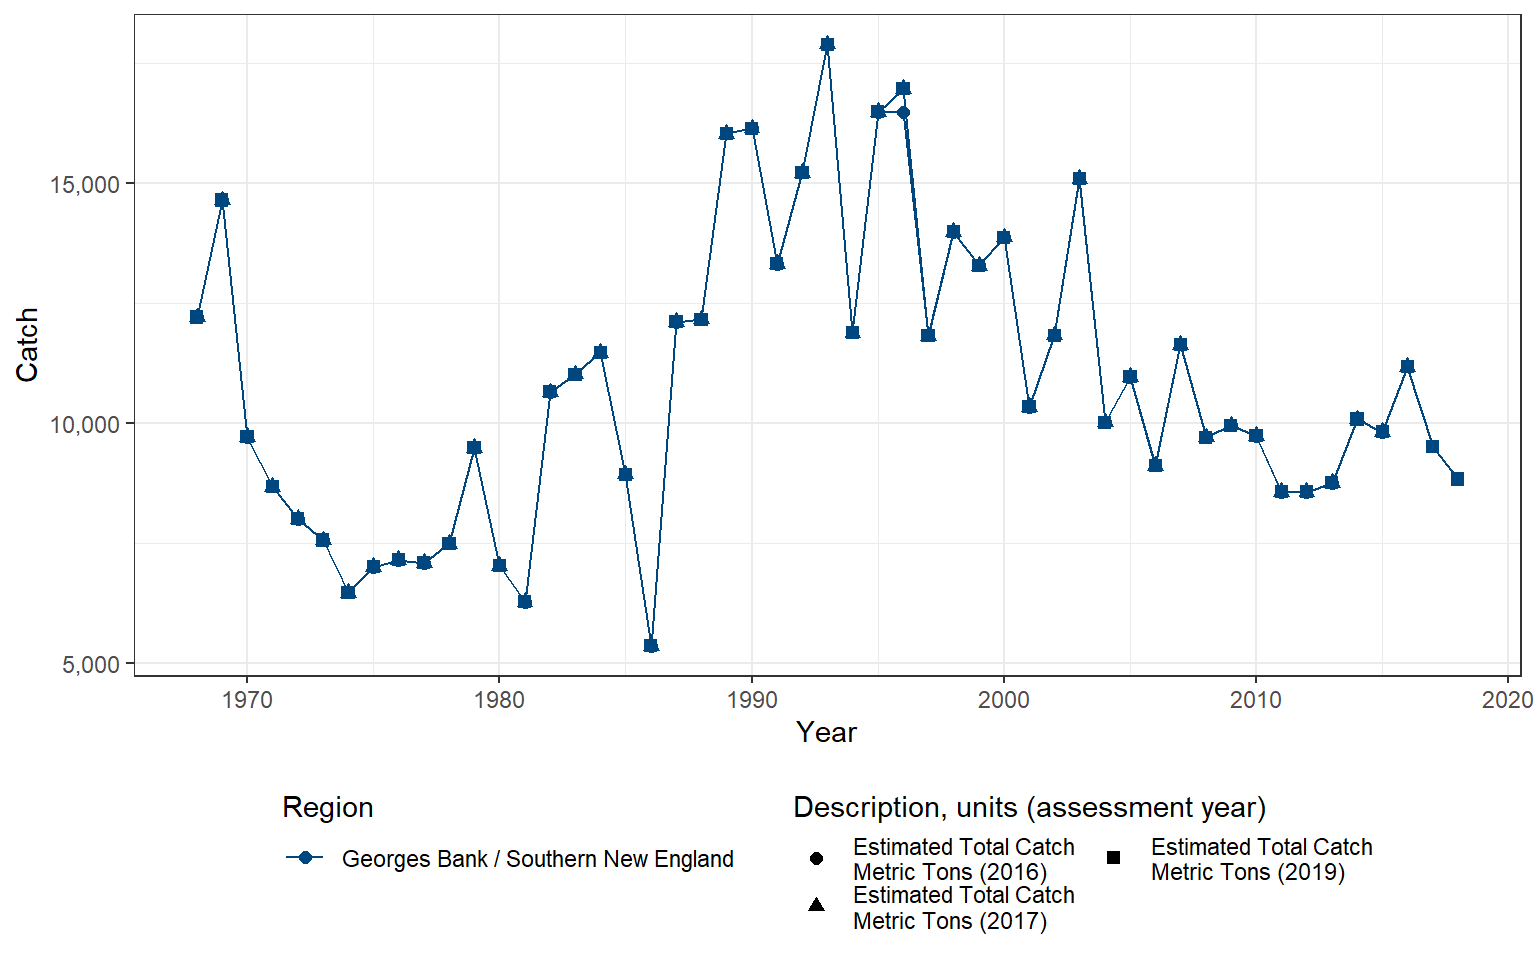 15,000
10,000
5,000
Catch
1970 1980 1990 2000 2010 2020
Year
Region
Georges Bank / Southern New England
Description, units (assessment year)
Estimated Total Catch
Metric Tons (2016)
Estimated Total Catch
Metric Tons (2017)
Estimated Total Catch
Metric Tons (2019)